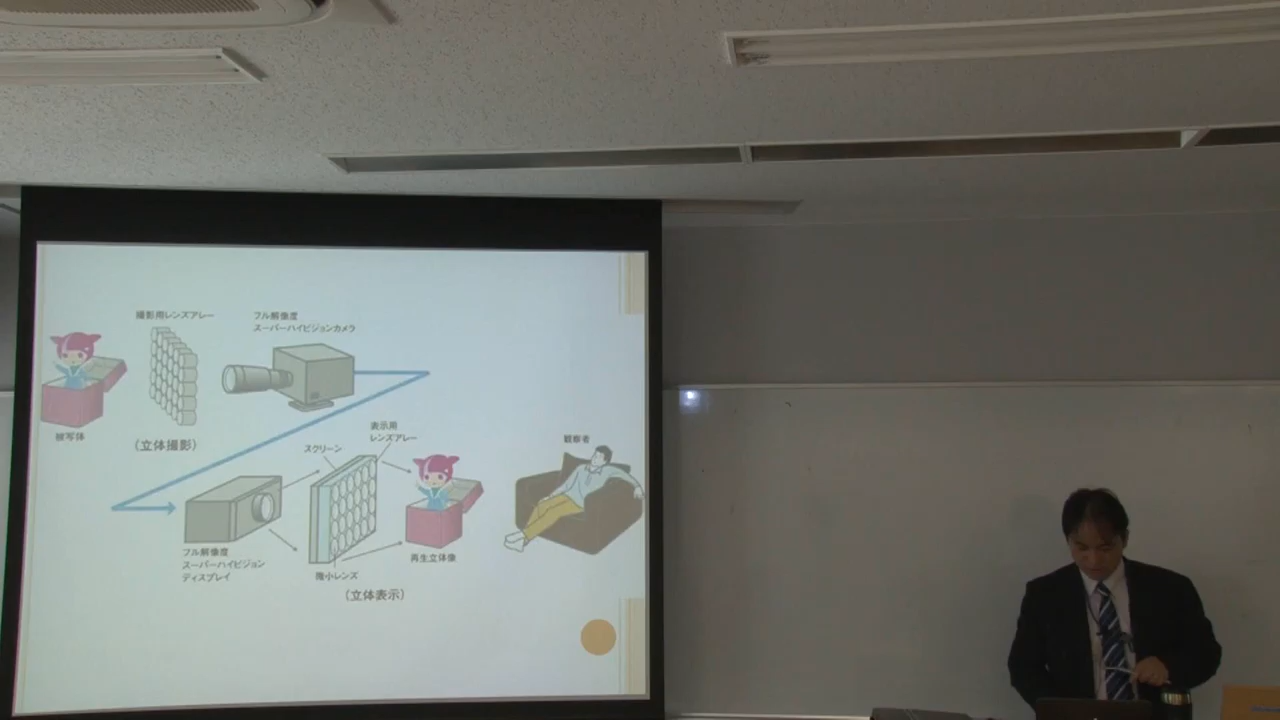 撮影用レンズアレー
フル解像度
スーパーハイビジョンカメラ
被写体
(立体撮影)
表示用
レンズアレー
スクリーン
観察者
フル解像度
スーパーハイビジョン
ディスプレイ
微小レンズ
再生立体像
(立体表示)